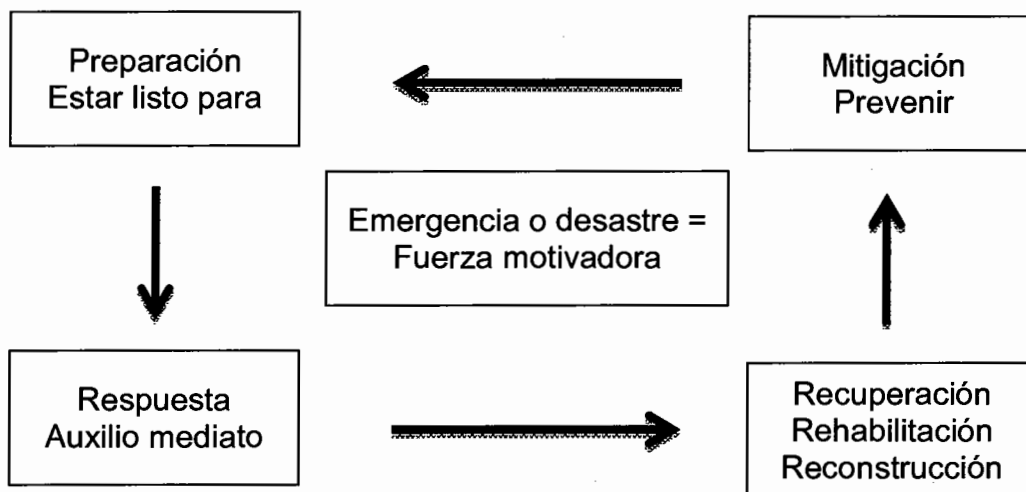 Preparación
Estar listo para
Mitigación
Prevenir
Emergencia o desastre =
Fuerza motivadora
Respuesta
Auxilio mediato
Recuperación
Rehabilitación
Reconstrucción